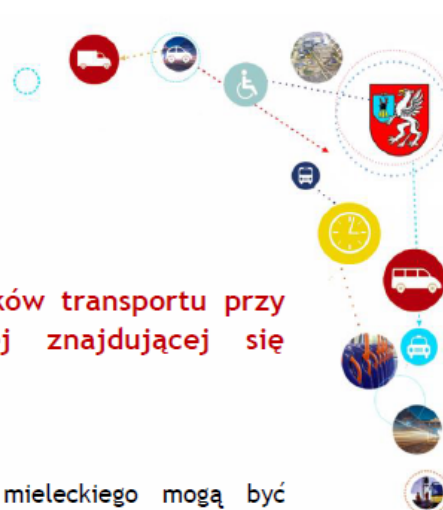 ków transportu przy
j znajdującej się
mieleckiego mogą być